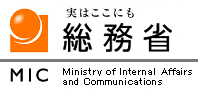 実はここにも
総務省
MIC Ministry of Internal Affairs
and Communications